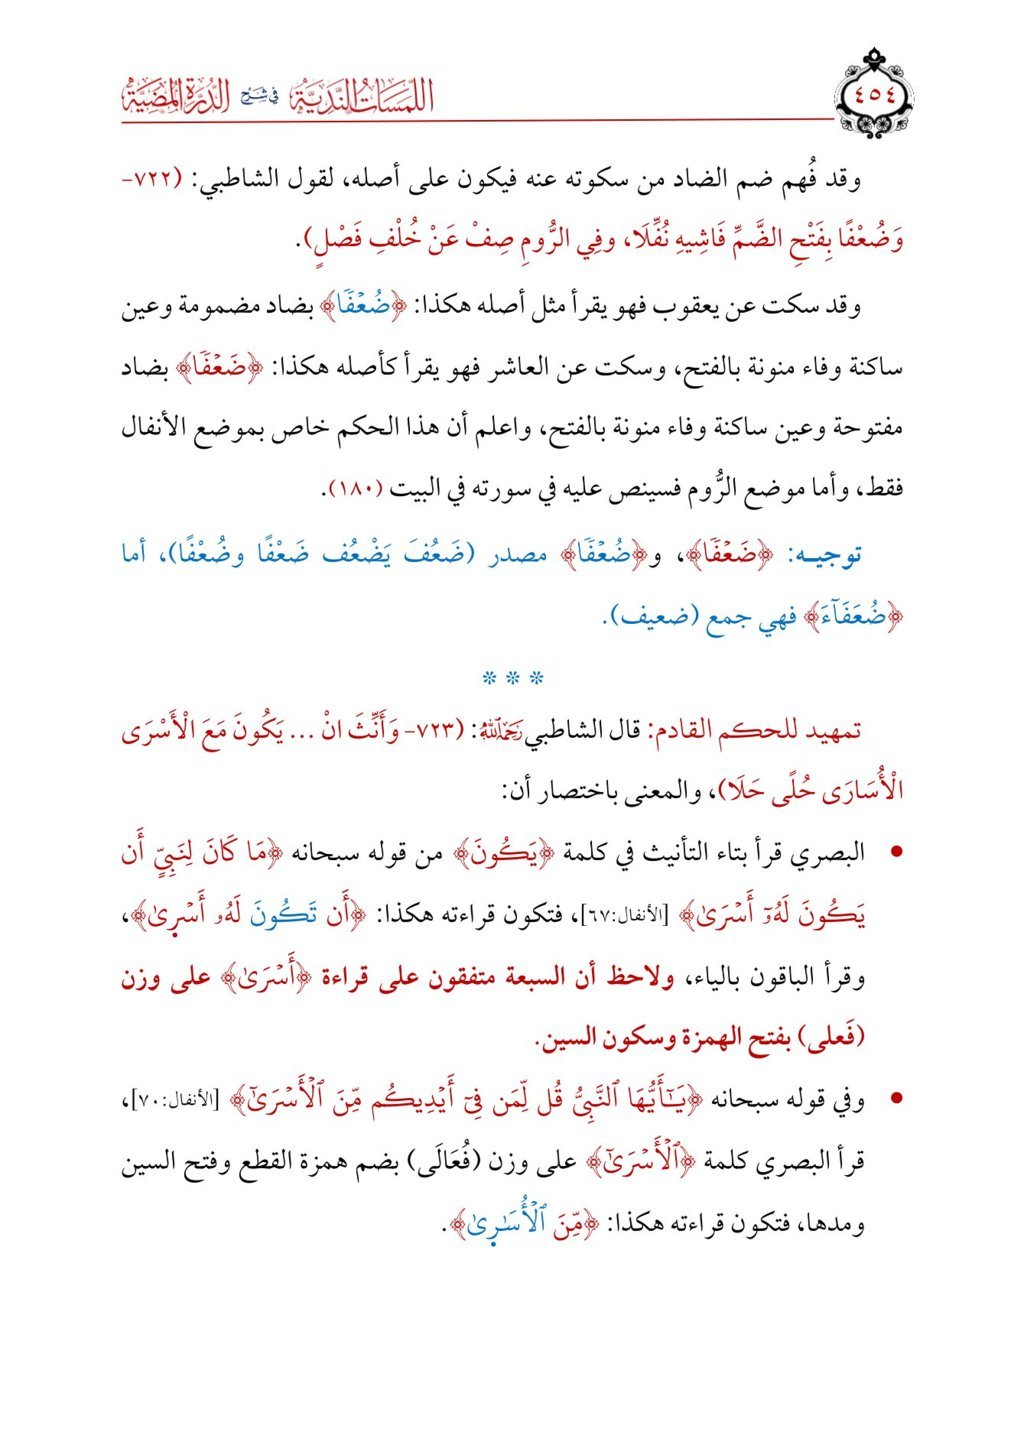 ٤٥٤
اللمسات الندية في شرح الدرة المضية
وقد فُهم ضم الضاد من سكوته عنه فيكون على أصله، لقول الشاطبي: (٧٢٢-
وَضُعْفًا بِفَتْحِ الضَّمِّ فَاشِيهِ نُفِّلَا، وفِي الرُّومِ صِفْ عَنْ خُلْفِ فَصْلٍ).
وقد سكت عن يعقوب فهو يقرأ مثل أصله هكذا: ﴿ضُعۡفٗا﴾ بضاد مضمومة وعين
ساكنة وفاء منونة بالفتح، وسكت عن العاشر فهو يقرأ كأصله هكذا: ﴿ضَعۡفٗا﴾ بضاد
مفتوحة وعين ساكنة وفاء منونة بالفتح، واعلم أن هذا الحكم خاص بموضع الأنفال
فقط، وأما موضع الرُّوم فسينص عليه في سورته في البيت (١٨٠).
توجيـه: ﴿ضَعۡفٗا﴾، و﴿ضُعۡفٗا﴾ مصدر (ضَعُفَ يَضْعُف ضَعْفًا وضُعْفًا)، أما
﴿ضُعَفَآءَ﴾ فهي جمع (ضعيف).
* * *
تمهيد للحكم القادم: قال الشاطبي رَحِمَهُ ٱللَّهُ: (٧٢٣- وَأَنِّثَ انْ ... يَكُونَ مَعَ الْأَسْرَى
الْأُسَارَى حُلًى حَلَا)، والمعنى باختصار أن:
• البصري قرأ بتاء التأنيث في كلمة ﴿يَكُونَ﴾ من قوله سبحانه ﴿مَا كَانَ لِنَبِيٍّ أَن
يَكُونَ لَهُۥٓ أَسۡرَىٰ﴾ [الأنفال:٦٧]، فتكون قراءته هكذا: ﴿أَن تَكُونَ لَهُۥ أَسۡرٜىٰ﴾،
وقرأ الباقون بالياء، ولاحظ أن السبعة متفقون على قراءة ﴿أَسۡرَىٰ﴾ على وزن
(فَعلى) بفتح الهمزة وسكون السين.
• وفي قوله سبحانه ﴿يَـٰٓأَيُّهَا ٱلنَّبِيُّ قُل لِّمَن فِيٓ أَيۡدِيكُم مِّنَ ٱلۡأَسۡرَىٰٓ﴾ [الأنفال:٧٠]،
قرأ البصري كلمة ﴿ٱلۡأَسۡرَىٰٓ﴾ على وزن (فُعَالَى) بضم همزة القطع وفتح السين
ومدها، فتكون قراءته هكذا: ﴿مِّنَ ٱلۡأُسَـٰرٜىٰ﴾.